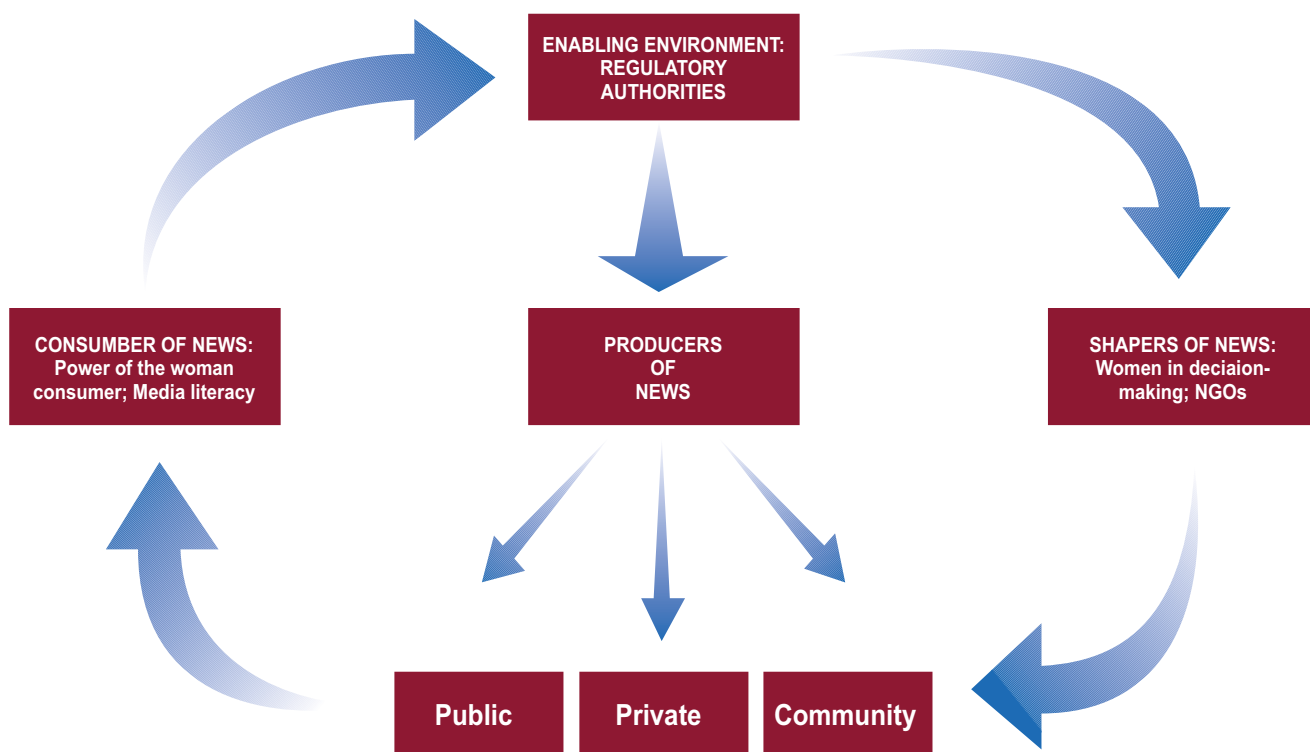 ENABLING ENVIRONMENT:
REGULATORY
AUTHORITIES
CONSUMBER OF NEWS:
Power of the woman
consumer; Media literacy
PRODUCERS
OF
NEWS
SHAPERS OF NEWS:
Women in deciaion-
making; NGOs
Public
Private
Community